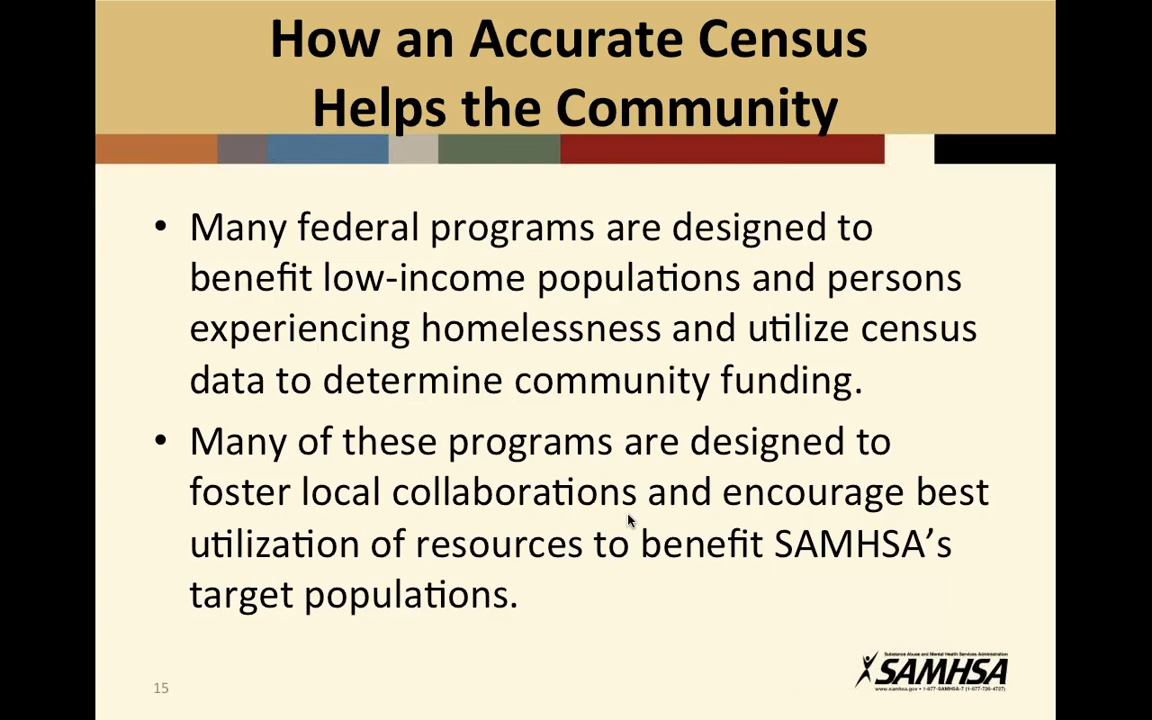 How an Accurate Census
Helps the Community
• Many federal programs are designed to
benefit low-income populations and persons
experiencing homelessness and utilize census
data to determine community funding.
• Many of these programs are designed to
foster local collaborations and encourage best
utilization of resources to benefit SAMHSA’s
target populations.
Substance Abuse and Mental Health Services Administration
SAMHSA
www.samhsa.gov • 1-877-SAMHSA-7 (1-877-726-4727)
15